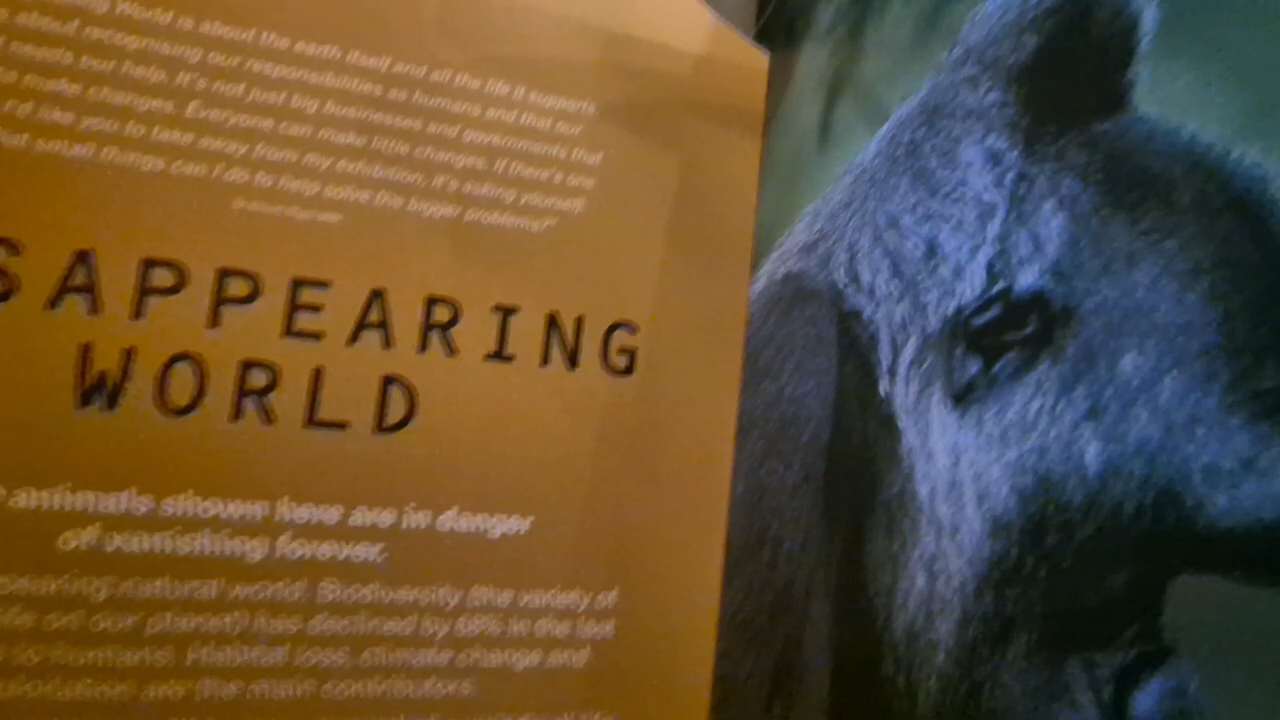 World is about the earth itself and all the life it supports.
about recognising our responsibilities as humans and that our
needs our help. It's not just big businesses and governments that
make changes. Everyone can make little changes. If there's one
I'd like you to take away from my exhibition, it's asking yourself
small things can I do to help solve the bigger problems?"
SAPPEARING
WORLD
animals shown here are in danger
of vanishing forever.
natural world. Biodiversity (the variety of
life on our planet) has declined by 68% in the last
to humans. Habitat loss, climate change and
are the main contributors.